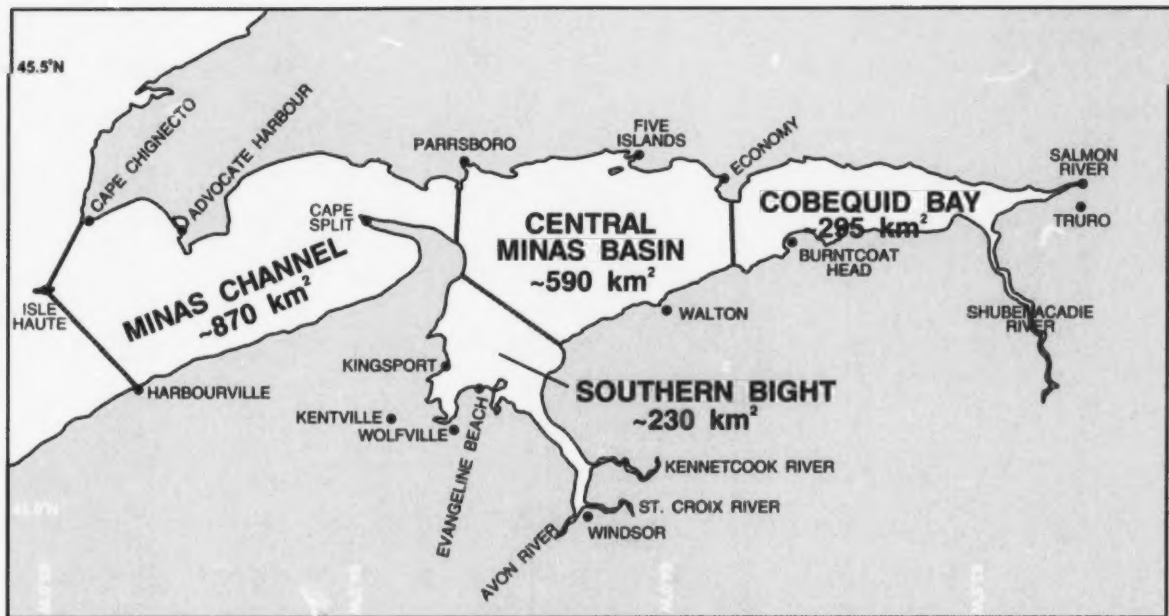 45.5°N
CAPE CHIGNECTO
ADVOCATE HARBOUR
PARRSBORO
FIVE
ISLANDS
ECONOMY
SALMON
RIVER
TRURO
CAPE
SPLIT
CENTRAL
MINAS BASIN
~590 km²
COBEQUID BAY
295 km²
BURNTCOAT
HEAD
MINAS CHANNEL
~870 km²
ISLE
HAUTE
WALTON
SHUBENACADIE
RIVER
HARBOURVILLE
KINGSPORT
SOUTHERN BIGHT
~230 km²
KENTVILLE
WOLFVILLE
EVANGELINE BEACH
KENNETCOOK RIVER
ST. CROIX RIVER
WINDSOR
AVON RIVER